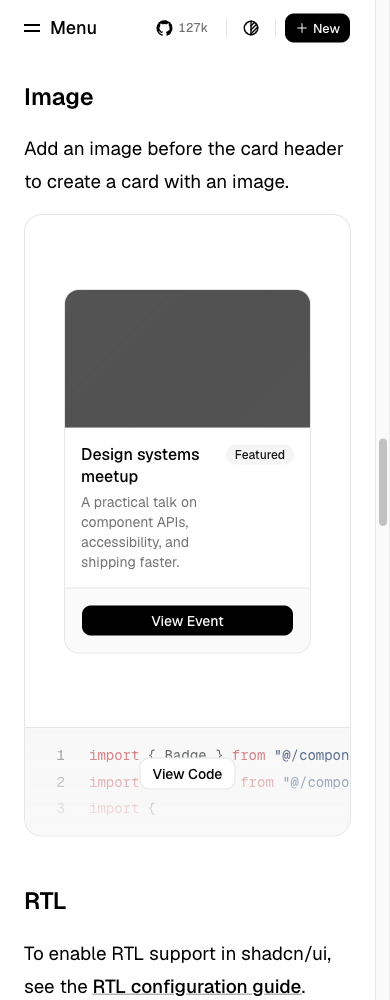 Menu
127k
New
Image
Add an image before the card header
to create a card with an image.
Design systems
meetup
Featured
A practical talk on
component APIs,
accessibility, and
shipping faster.
View Event
1 import { Badge } from "@/compon
2 import from "@/compo
View Code
3 import {
RTL
To enable RTL support in shadcn/ui,
see the RTL configuration guide.